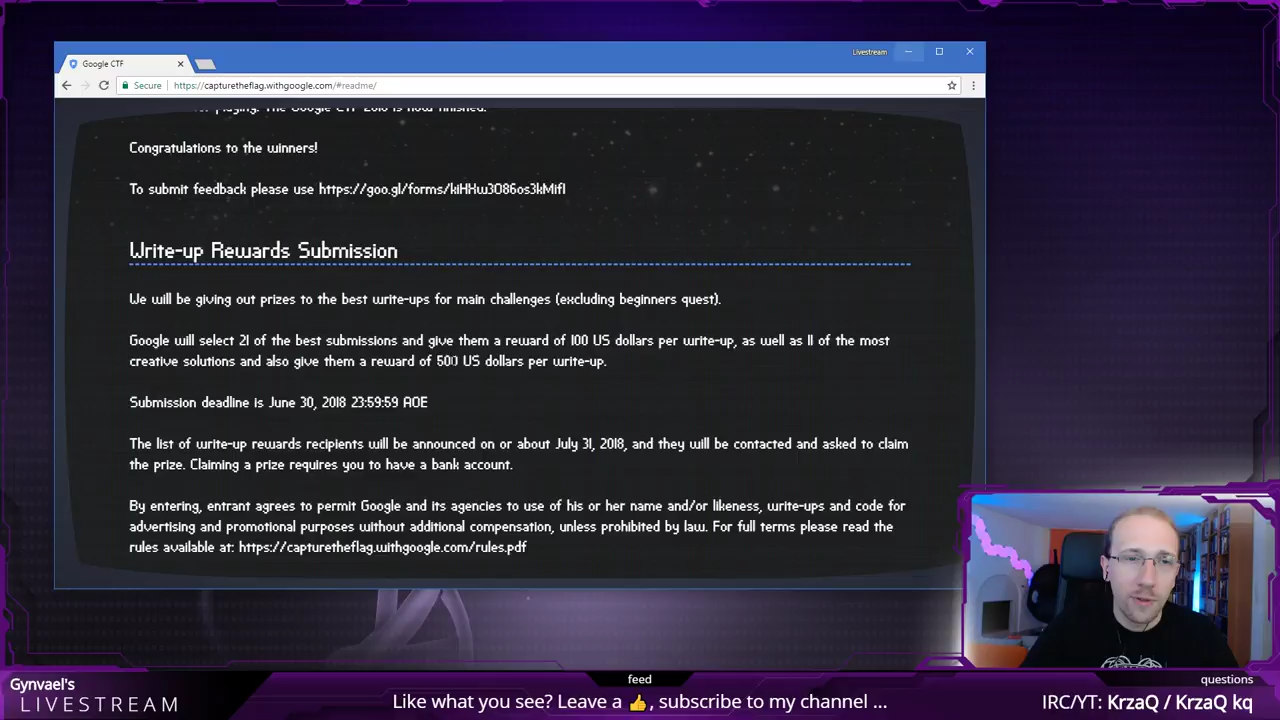 Livestream
Google CTF
Secure
https://capturetheflag.withgoogle.com/#readme/
playing. The Google CTF 2018 is now finished.
Congratulations to the winners!
To submit feedback please use https://goo.gl/forms/kiHXw3O86os3kMif1
Write-up Rewards Submission
We will be giving out prizes to the best write-ups for main challenges (excluding beginners quest).
Google will select 21 of the best submissions and give them a reward of 100 US dollars per write-up, as well as 11 of the most
creative solutions and also give them a reward of 500 US dollars per write-up.
Submission deadline is June 30, 2018 23:59:59 AOE
The list of write-up rewards recipients will be announced on or about July 31, 2018, and they will be contacted and asked to claim
the prize. Claiming a prize requires you to have a bank account.
By entering, entrant agrees to permit Google and its agencies to use of his or her name and/or likeness, write-ups and code for
advertising and promotional purposes without additional compensation, unless prohibited by law. For full terms please read the
rules available at: https://capturetheflag.withgoogle.com/rules.pdf
Gynvael's
LIVESTREAM
feed
Like what you see? Leave a 👍, subscribe to my channel ...
questions
IRC/YT: KrzaQ / KrzaQ kq